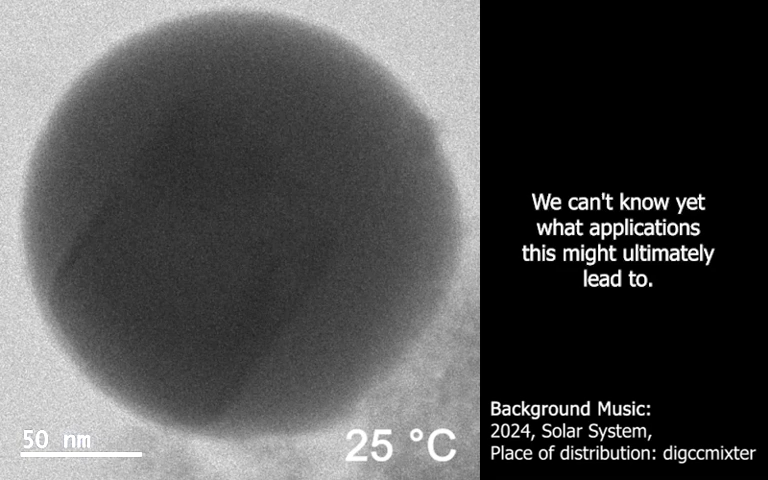 50 nm
25 °C
We can't know yet
what applications
this might ultimately
lead to.
Background Music:
2024, Solar System,
Place of distribution: digccmixter